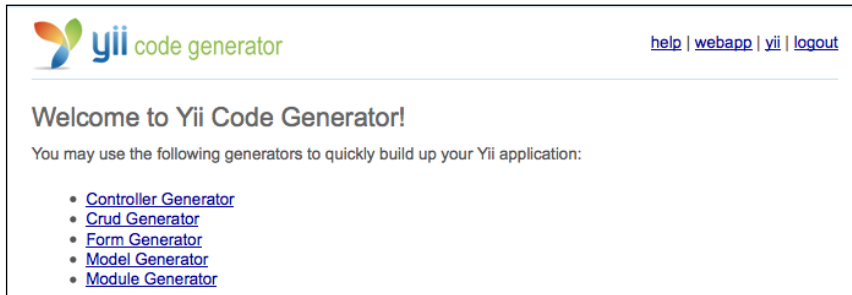 yii code generator
help | webapp | yii | logout
Welcome to Yii Code Generator!
You may use the following generators to quickly build up your Yii application:
• Controller Generator
• Crud Generator
• Form Generator
• Model Generator
• Module Generator